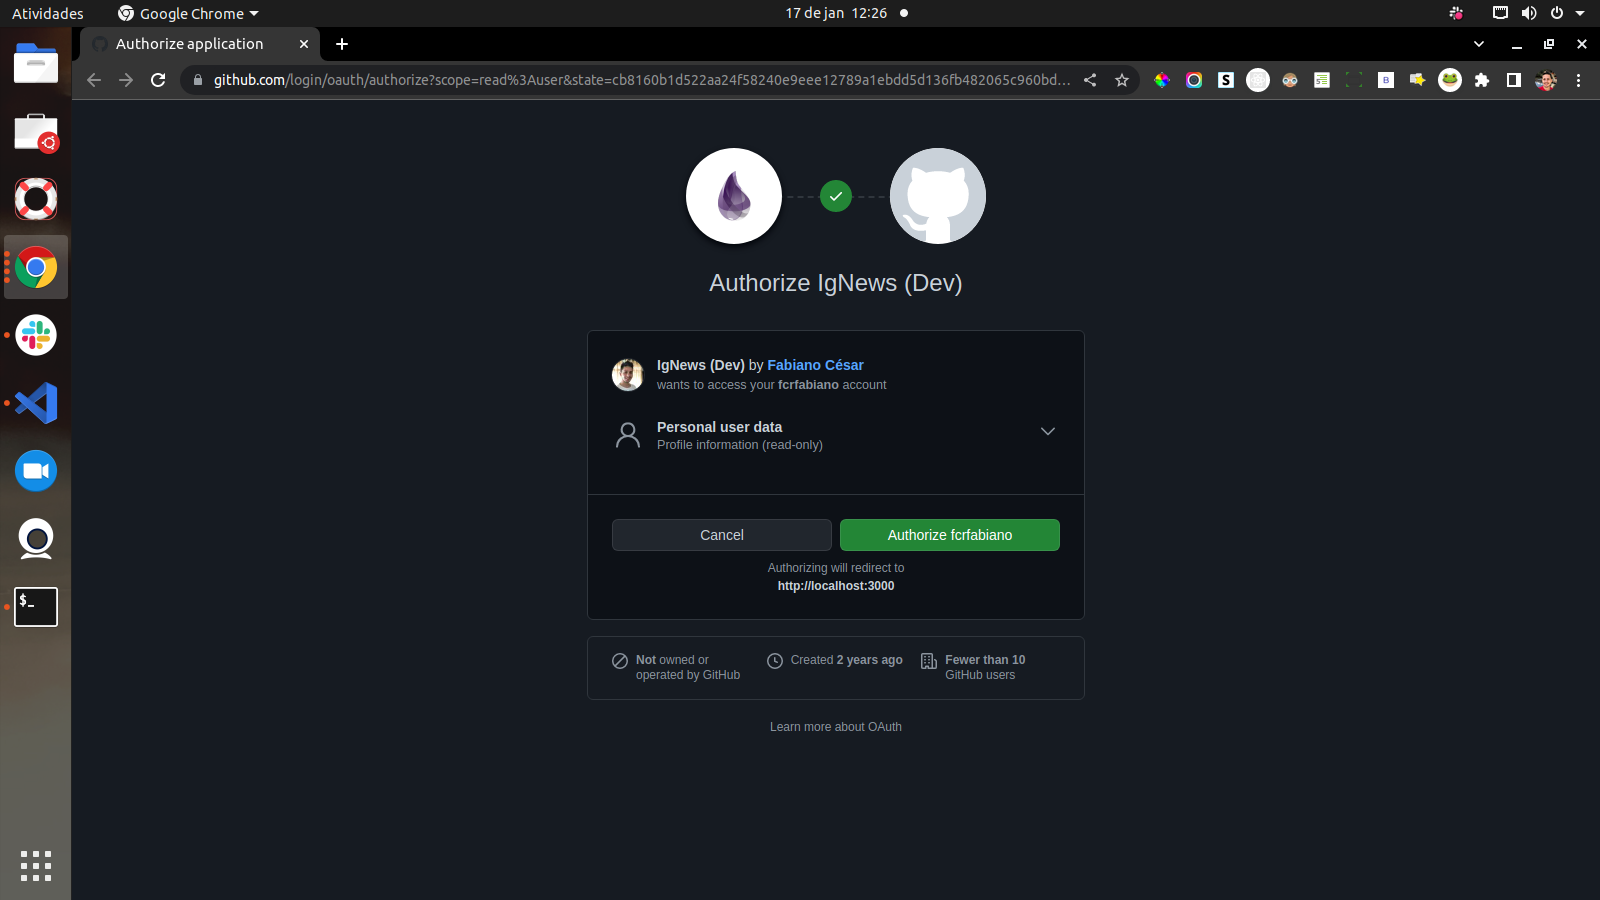 Atividades
Google Chrome
17 de jan 12:26
Authorize application
github.com/login/oauth/authorize?scope=read%3Auser&state=cb8160b1d522aa24f58240e9eee12789a1ebdd5d136fb482065c960bd...
S
B
Authorize IgNews (Dev)
IgNews (Dev) by Fabiano César
wants to access your fcrfabiano account
Personal user data
Profile information (read-only)
Cancel
Authorize fcrfabiano
Authorizing will redirect to
http://localhost:3000
Not owned or
operated by GitHub
Created 2 years ago
Fewer than 10
GitHub users
Learn more about OAuth
$_